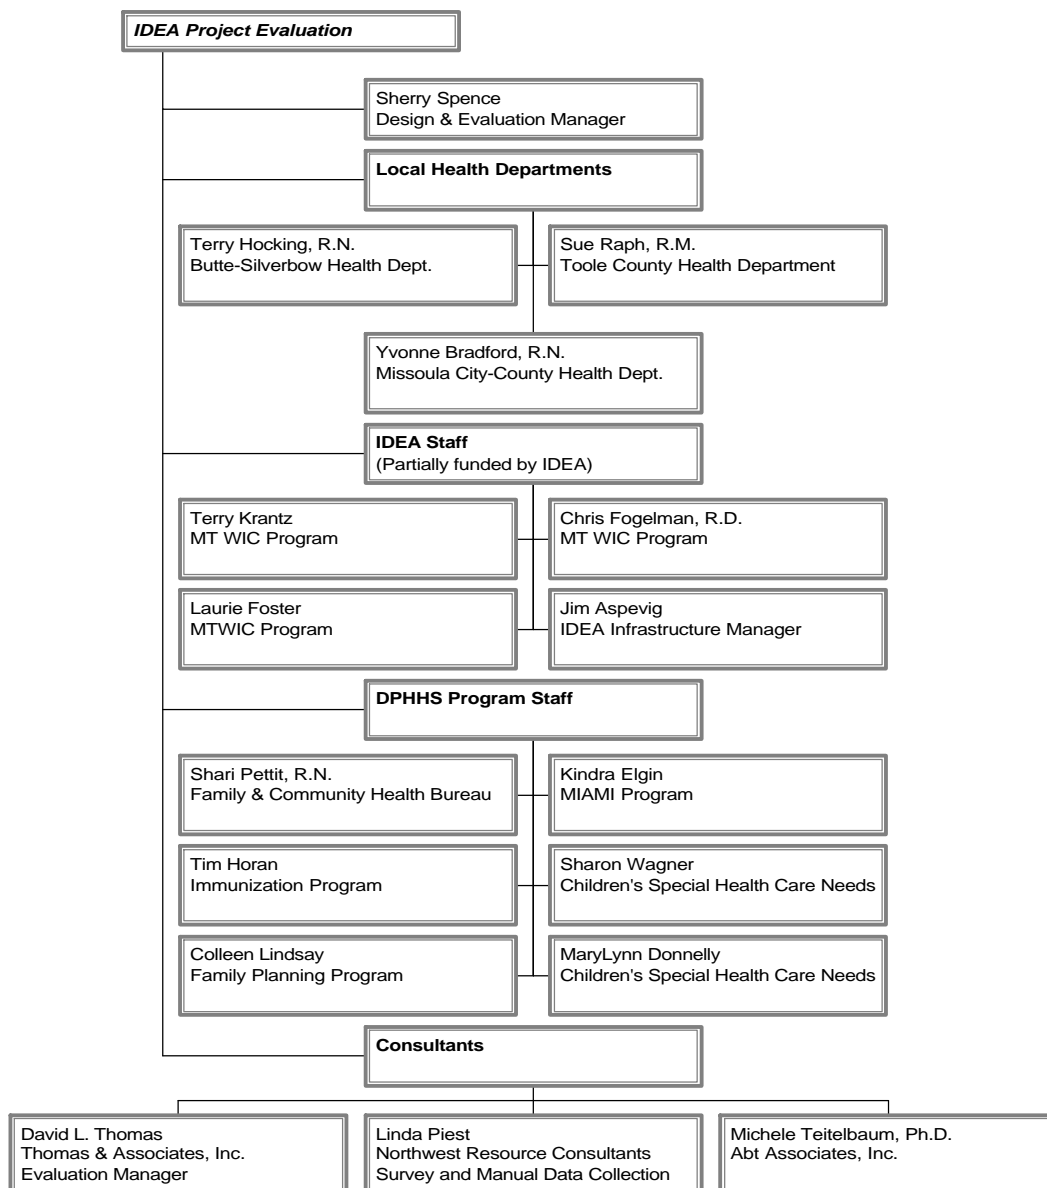 IDEA Project Evaluation
Sherry Spence
Design & Evaluation Manager
Local Health Departments
Terry Hocking, R.N.
Butte-Silverbow Health Dept.
Sue Raph, R.M.
Toole County Health Department
Yvonne Bradford, R.N.
Missoula City-County Health Dept.
IDEA Staff
(Partially funded by IDEA)
Terry Krantz
MT WIC Program
Chris Fogelman, R.D.
MT WIC Program
Laurie Foster
MTWIC Program
Jim Aspevig
IDEA Infrastructure Manager
DPHHS Program Staff
Shari Pettit, R.N.
Family & Community Health Bureau
Kindra Elgin
MIAMI Program
Tim Horan
Immunization Program
Sharon Wagner
Children's Special Health Care Needs
Colleen Lindsay
Family Planning Program
MaryLynn Donnelly
Children's Special Health Care Needs
Consultants
David L. Thomas
Thomas & Associates, Inc.
Evaluation Manager
Linda Piest
Northwest Resource Consultants
Survey and Manual Data Collection
Michele Teitelbaum, Ph.D.
Abt Associates, Inc.